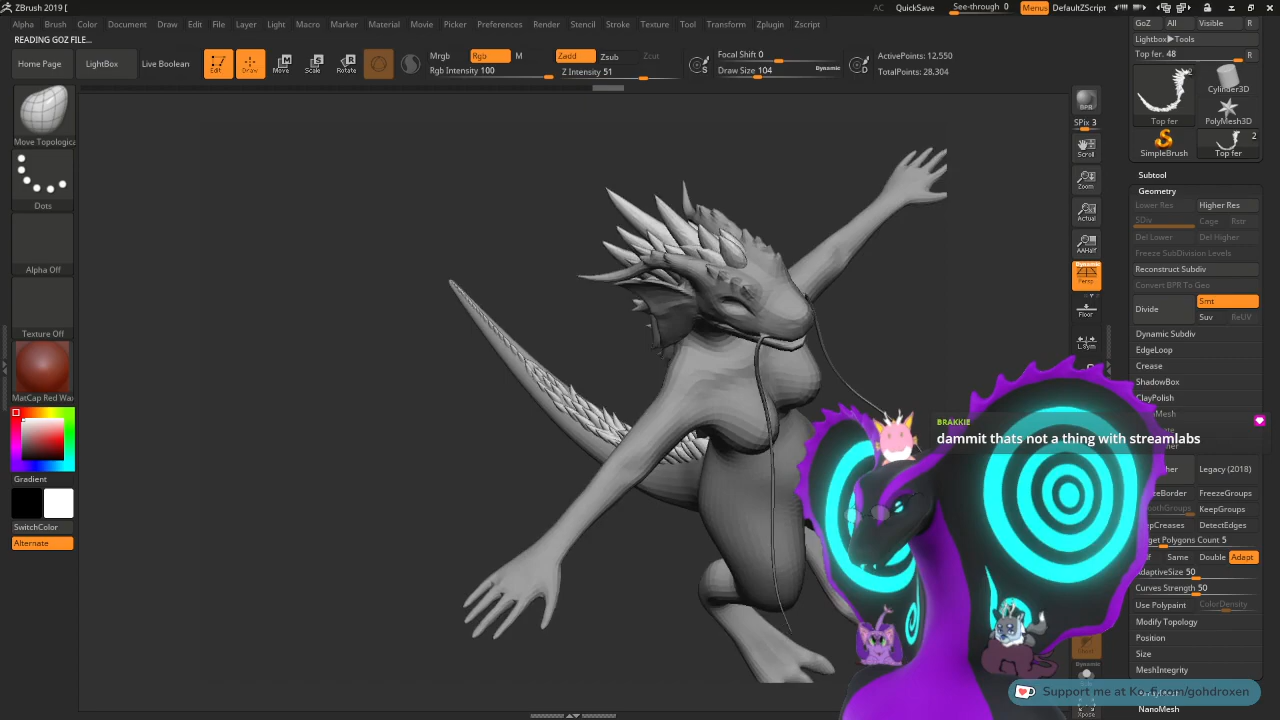 ZBrush 2019 [
AC QuickSave See-through 0 Menus DefaultZScript
Alpha Brush Color Document Draw Edit File Layer Light Macro Marker Material Movie Picker Preferences Render Stencil Stroke Texture Tool Transform Zplugin Zscript
READING GOZ FILE...
Home Page LightBox Live Boolean Edit Draw Move Scale Rotate
Mrgb Rgb M Zadd Zsub Zcut
Rgb Intensity 100 Z Intensity 51
Focal Shift 0
Draw Size 104 Dynamic
ActivePoints: 12,550
TotalPoints: 28,304
Move Topologica
Dots
Alpha Off
Texture Off
MatCap Red Wax
Gradient
SwitchColor
Alternate
BPR
SPix 3
Scroll
Zoom
Actual
AAHalf
Dynamic
Persp
Floor
L.Sym
Dynamic
Xpose
GoZ All Visible R
Lightbox▸Tools
Top fer. 48 R
2
Top fer
Cylinder3D
PolyMesh3D
SimpleBrush
2
Top fer
Subtool
Geometry
Lower Res Higher Res
SDiv Cage Rstr
Del Lower Del Higher
Freeze SubDivision Levels
Reconstruct Subdiv
Convert BPR To Geo
Divide Smt
Suv ReUV
Dynamic Subdiv
EdgeLoop
Crease
ShadowBox
ClayPolish
BRAKKIE
dammit thats not a thing with streamlabs
Legacy (2018)
FreezeGroups
KeepGroups
DetectEdges
Polygons Count 5
Same Double Adapt
AdaptiveSize 50
Curves Strength 50
Use Polypaint ColorDensity
Modify Topology
Position
Size
MeshIntegrity
Support me at Ko-fi.com/gohdroxen
NanoMesh